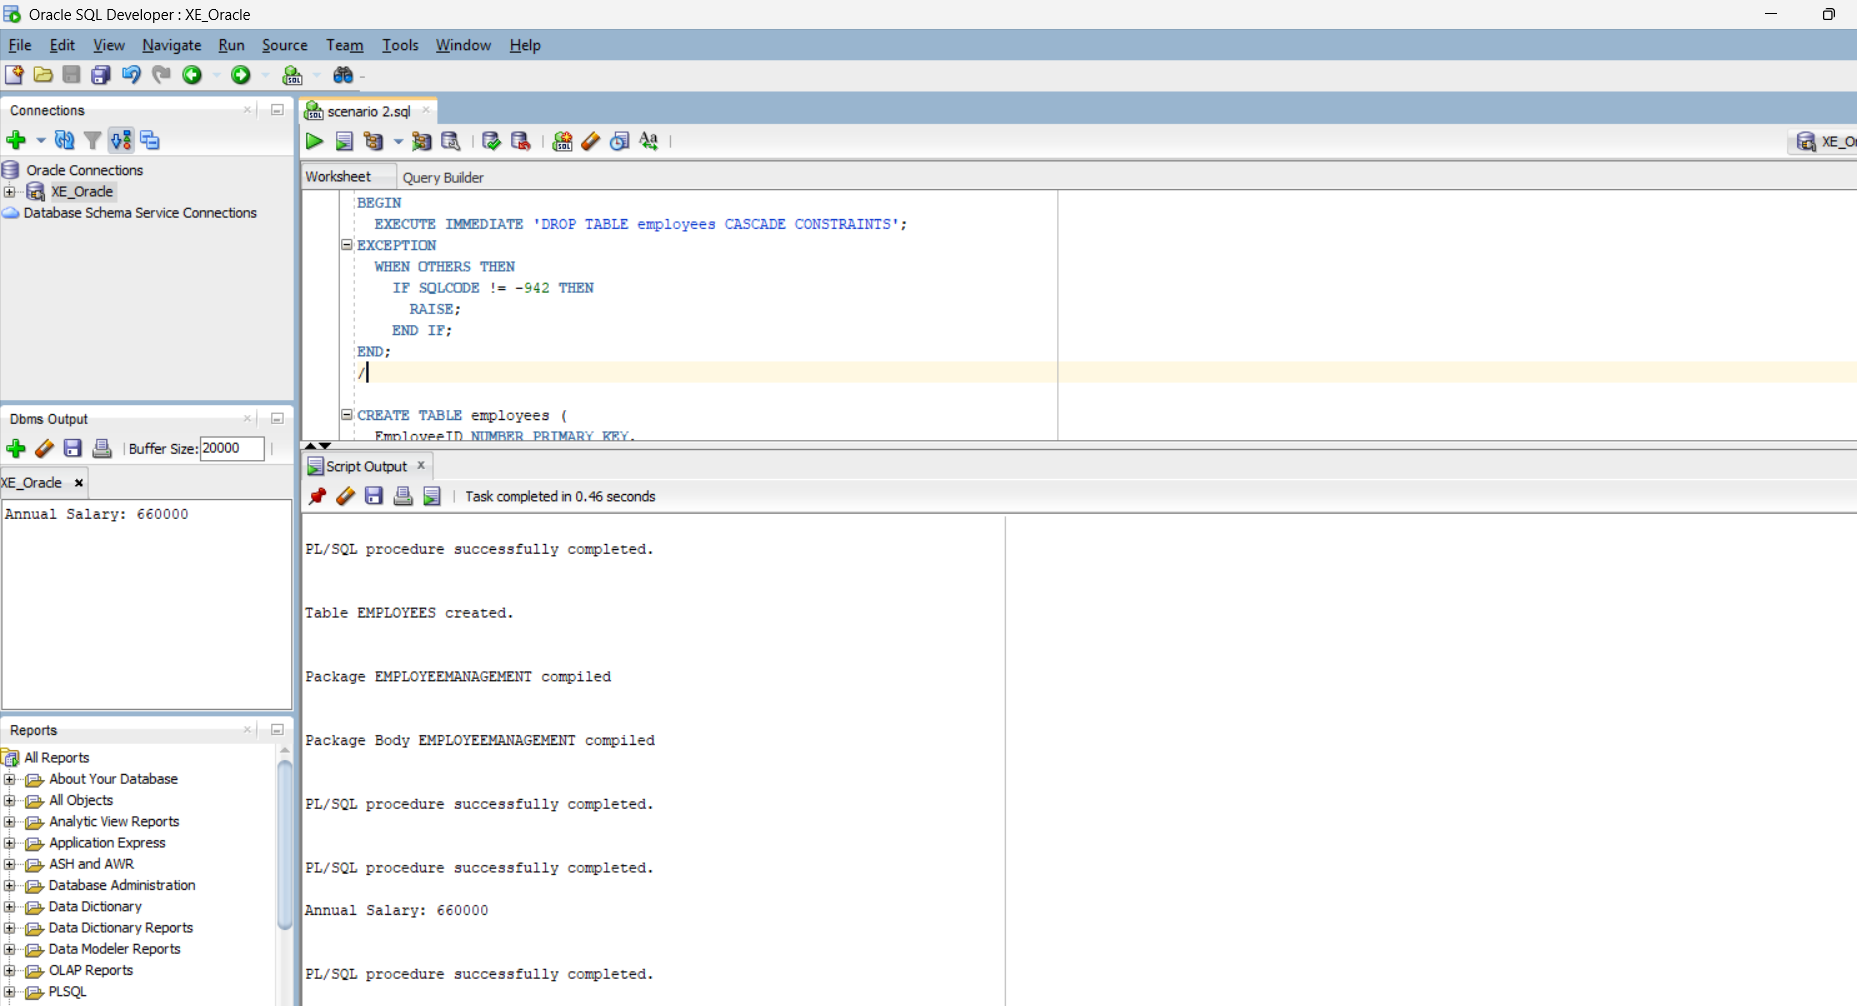 Oracle SQL Developer : XE_Oracle
File Edit View Navigate Run Source Team Tools Window Help
Connections
Oracle Connections
XE_Oracle
Database Schema Service Connections
Dbms Output
Buffer Size: 20000
XE_Oracle
Annual Salary: 660000
Reports
All Reports
About Your Database
All Objects
Analytic View Reports
Application Express
ASH and AWR
Database Administration
Data Dictionary
Data Dictionary Reports
Data Modeler Reports
OLAP Reports
PLSQL
scenario 2.sql
XE_Or
Worksheet Query Builder
BEGIN
EXECUTE IMMEDIATE 'DROP TABLE employees CASCADE CONSTRAINTS';
EXCEPTION
WHEN OTHERS THEN
IF SQLCODE != -942 THEN
RAISE;
END IF;
END;
/
CREATE TABLE employees (
EmployeeID NUMBER PRIMARY KEY,
Script Output
Task completed in 0.46 seconds
PL/SQL procedure successfully completed.
Table EMPLOYEES created.
Package EMPLOYEEMANAGEMENT compiled
Package Body EMPLOYEEMANAGEMENT compiled
PL/SQL procedure successfully completed.
PL/SQL procedure successfully completed.
Annual Salary: 660000
PL/SQL procedure successfully completed.